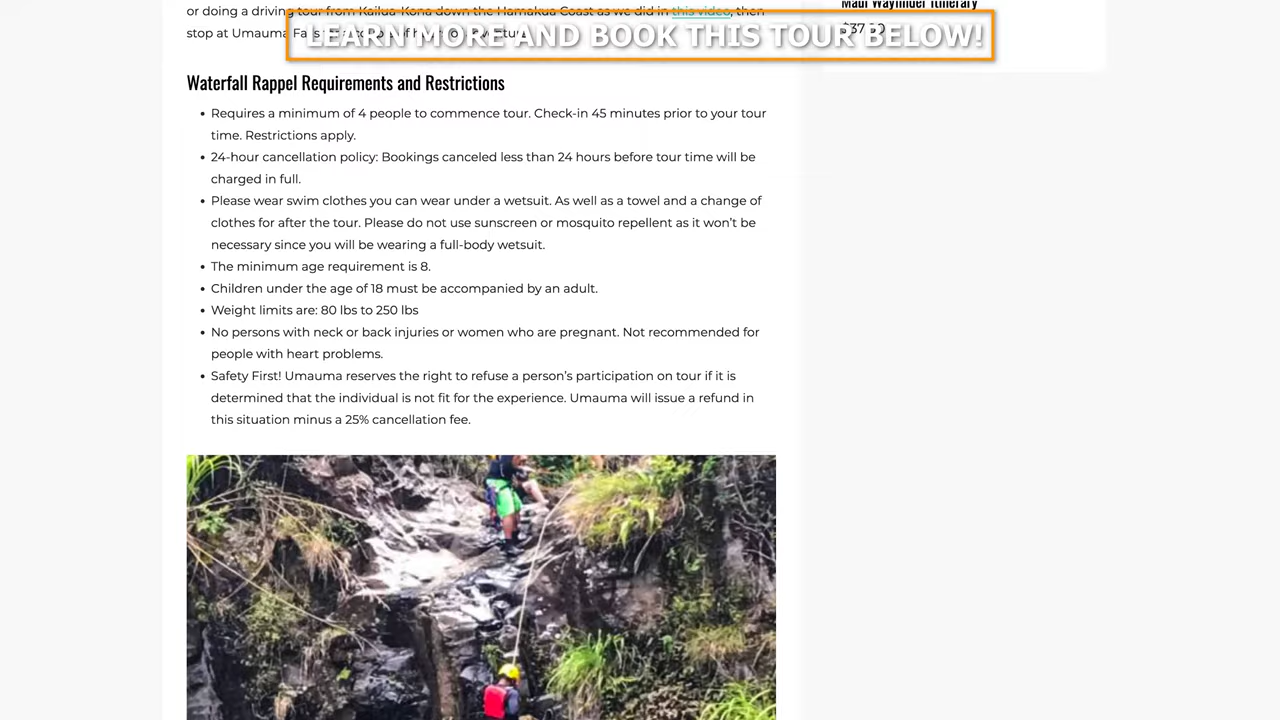 or doing a driving tour from Kailua-Kona down the Hamakua Coast as we did in this video, then
stop at Umauma
LEARN MORE AND BOOK THIS TOUR BELOW!
Maui Wayfinder Itinerary
Waterfall Rappel Requirements and Restrictions
• Requires a minimum of 4 people to commence tour. Check-in 45 minutes prior to your tour
time. Restrictions apply.
• 24-hour cancellation policy: Bookings canceled less than 24 hours before tour time will be
charged in full.
• Please wear swim clothes you can wear under a wetsuit. As well as a towel and a change of
clothes for after the tour. Please do not use sunscreen or mosquito repellent as it won't be
necessary since you will be wearing a full-body wetsuit.
• The minimum age requirement is 8.
• Children under the age of 18 must be accompanied by an adult.
• Weight limits are: 80 lbs to 250 lbs
• No persons with neck or back injuries or women who are pregnant. Not recommended for
people with heart problems.
• Safety First! Umauma reserves the right to refuse a person's participation on tour if it is
determined that the individual is not fit for the experience. Umauma will issue a refund in
this situation minus a 25% cancellation fee.